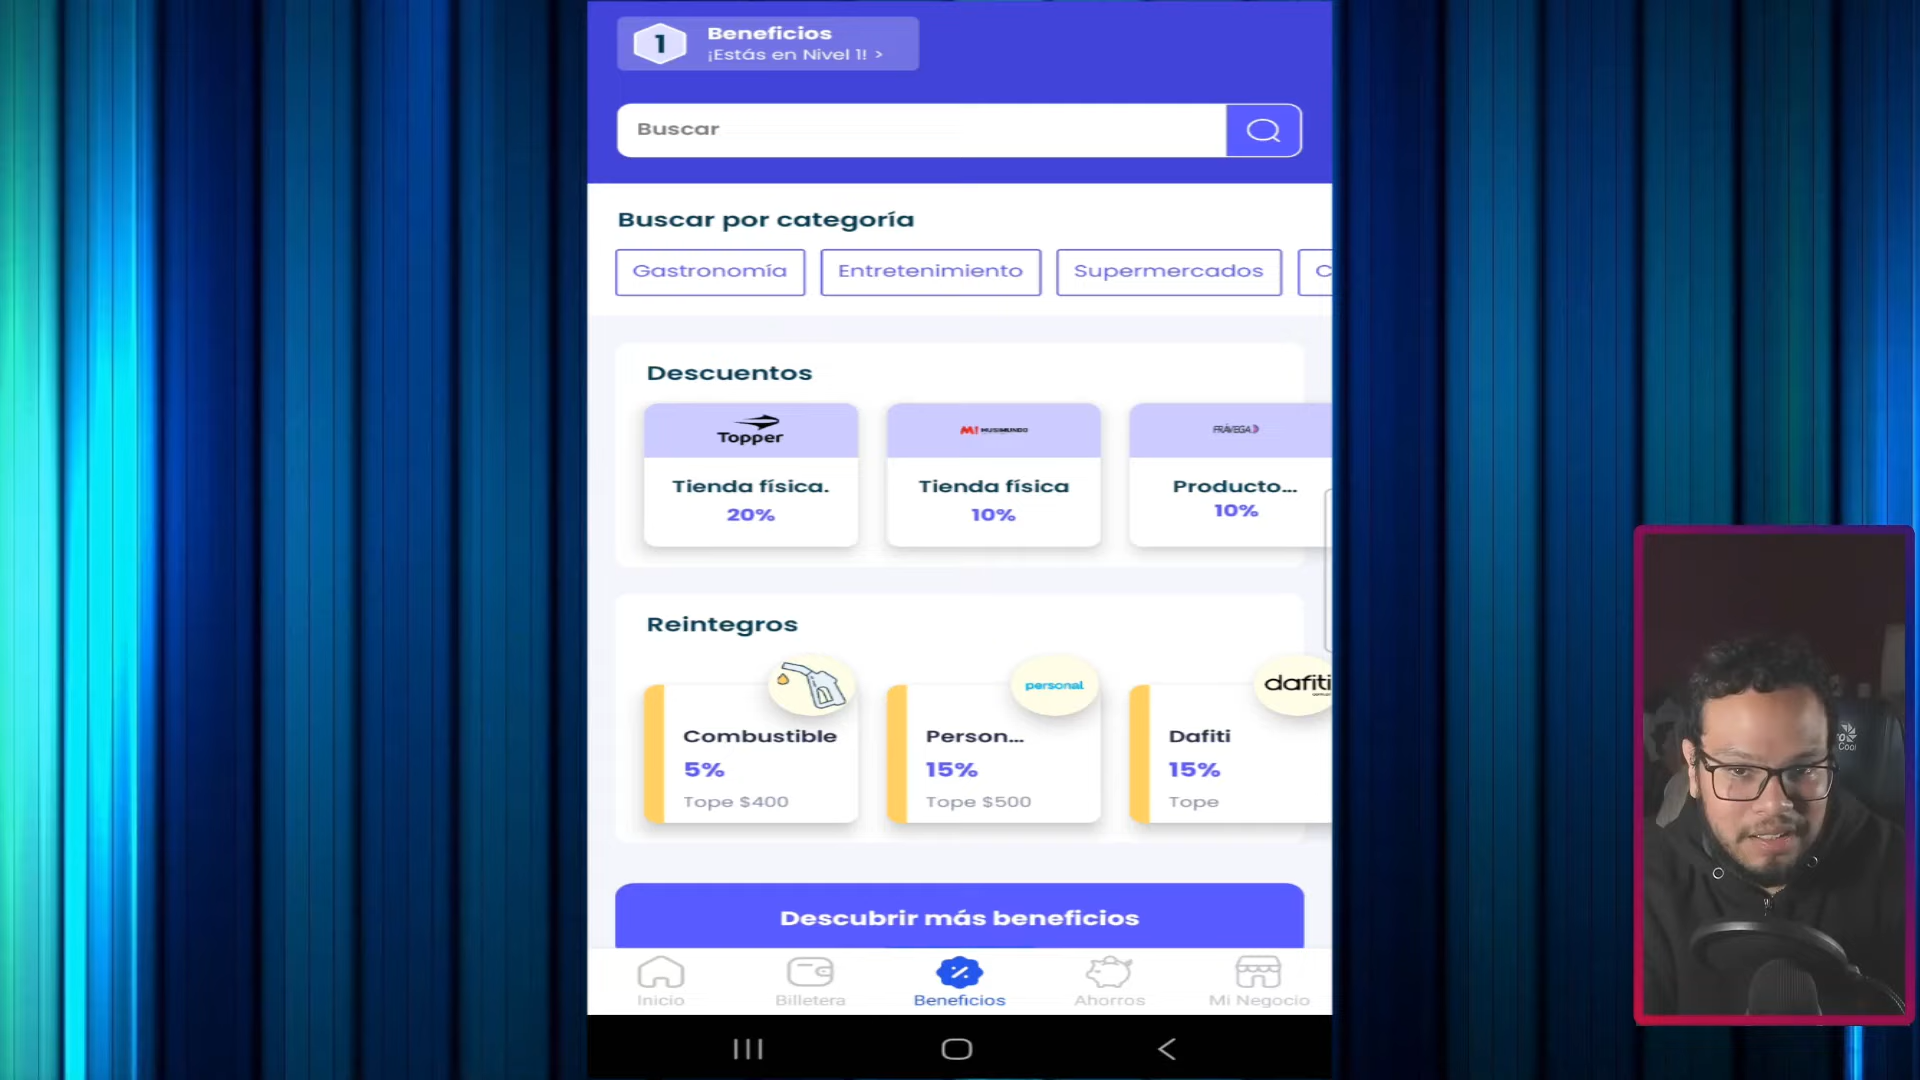 1
Beneficios
¡Estás en Nivel 1! >
Buscar
Buscar por categoría
Gastronomía
Entretenimiento
Supermercados
C
Descuentos
Topper
M! MUSIMUNDO
FRÁVEGA
Tienda física.
Tienda física
Producto...
20%
10%
10%
Reintegros
personal
dafiti
Combustible
Person...
Dafiti
5%
15%
15%
Tope $400
Tope $500
Tope
Descubrir más beneficios
Inicio
Billetera
Beneficios
Ahorros
Mi Negocio